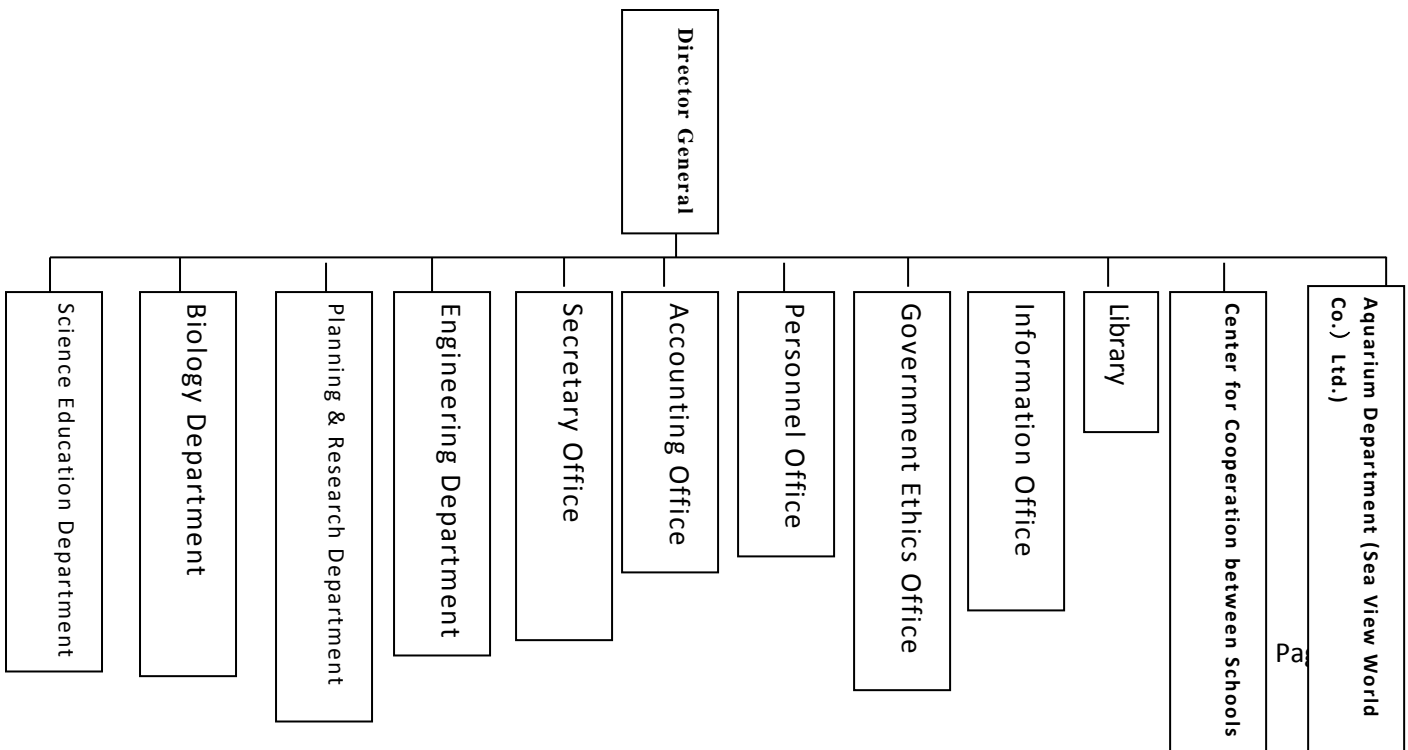 Director General
Science Education Department
Biology Department
Planning & Research Department
Engineering Department
Secretary Office
Accounting Office
Personnel Office
Government Ethics Office
Information Office
Library
Center for Cooperation between Schools
Aquarium Department (Sea View World
Co.) Ltd.)